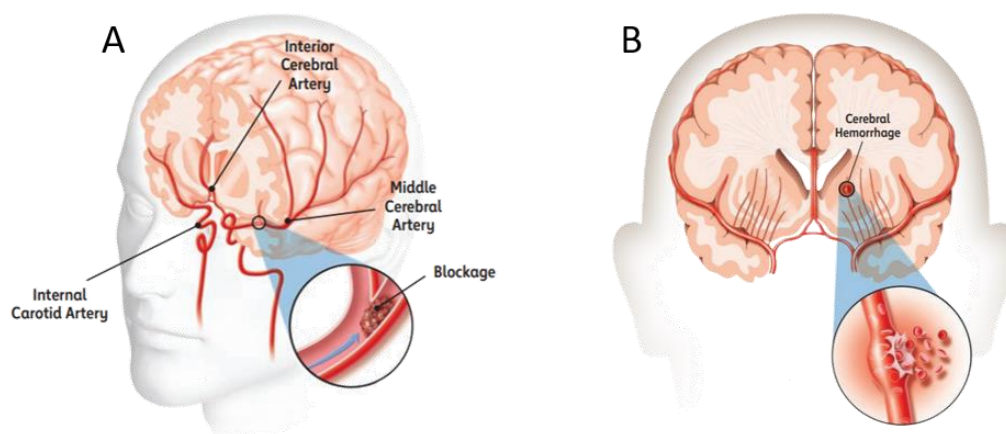 A
Interior
Cerebral
Artery
Middle
Cerebral
Artery
Blockage
Internal
Carotid Artery
B
Cerebral
Hemorrhage